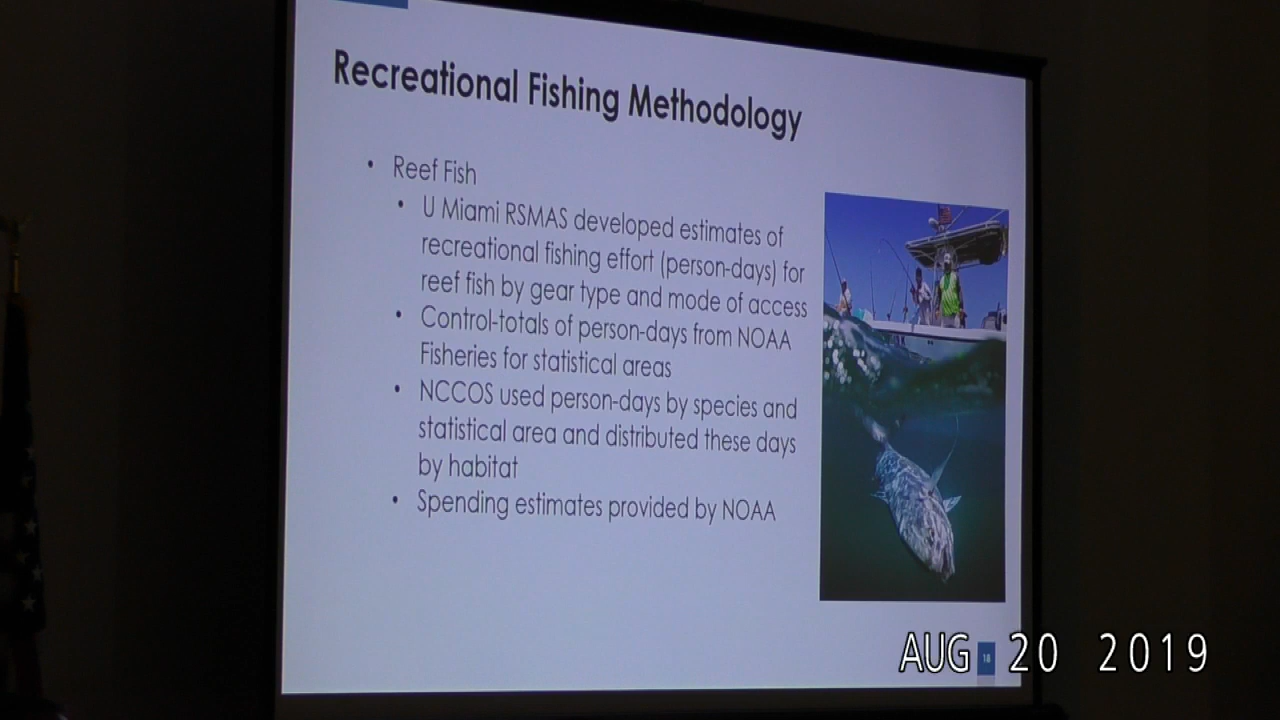 Recreational Fishing Methodology
• Reef Fish
• U Miami RSMAS developed estimates of
recreational fishing effort (person-days) for
reef fish by gear type and mode of access
• Control-totals of person-days from NOAA
Fisheries for statistical areas
• NCCOS used person-days by species and
statistical area and distributed these days
by habitat
• Spending estimates provided by NOAA
18
AUG 20 2019